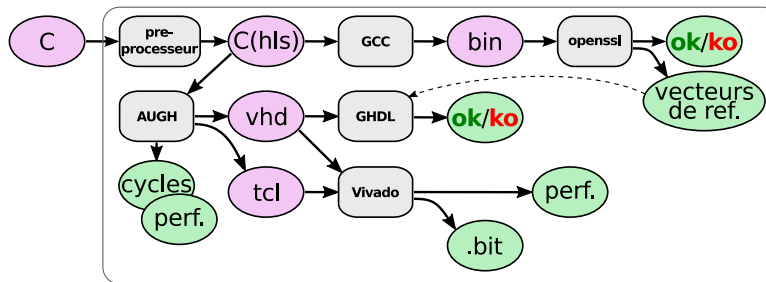 C
pre-
processeur
C(hls)
GCC
bin
openssl
ok/ko
vecteurs
de ref.
AUGH
vhd
GHDL
ok/ko
cycles
perf.
tcl
Vivado
perf.
.bit